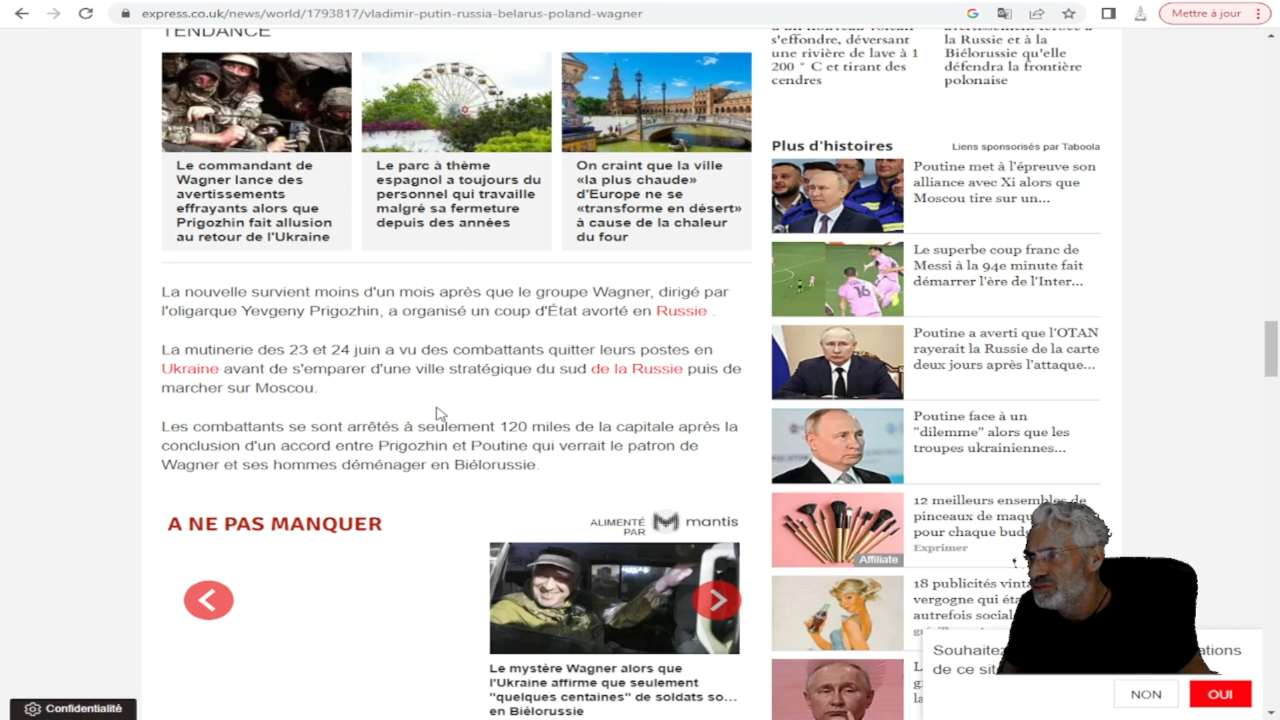 express.co.uk/news/world/1793817/vladimir-putin-russia-belarus-poland-wagner
Mettre à jour
TENDANCE
Le commandant de
Wagner lance des
avertissements
effrayants alors que
Prigozhin fait allusion
au retour de l'Ukraine
Le parc à thème
espagnol a toujours du
personnel qui travaille
malgré sa fermeture
depuis des années
On craint que la ville
«la plus chaude»
d'Europe ne se
«transforme en désert»
à cause de la chaleur
du four
La nouvelle survient moins d'un mois après que le groupe Wagner, dirigé par
l'oligarque Yevgeny Prigozhin, a organisé un coup d'État avorté en Russie .
La mutinerie des 23 et 24 juin a vu des combattants quitter leurs postes en
Ukraine avant de s'emparer d'une ville stratégique du sud de la Russie puis de
marcher sur Moscou.
Les combattants se sont arrêtés à seulement 120 miles de la capitale après la
conclusion d'une trêve entre Prigozhin et Poutine qui verrait le patron de
Wagner et ses hommes déménager en Biélorussie.
A NE PAS MANQUER
ALIMENTÉ
PAR
mantis
Le mystère Wagner alors que
l'Ukraine affirme que seulement
"quelques centaines" de soldats so...
en Biélorussie
s'effondre, déversant
une rivière de lave à 1
200 ° C et tirant des
cendres
la Russie et à la
Biélorussie qu'elle
défendra la frontière
polonaise
Plus d'histoires
Liens sponsorisés par Taboola
Poutine met à l'épreuve son
alliance avec Xi alors que
Moscou tire sur un...
Le superbe coup franc de
Messi à la 94e minute fait
démarrer l'ère de l'Inter...
16
Poutine a averti que l'OTAN
rayerait la Russie de la carte
deux jours après l'attaque...
Poutine face à un
"dilemme" alors que les
troupes ukrainiennes...
12 meilleurs ensembles de
pinceaux de maqu
pour chaque bud
Exprimer
Affiliate
18 publicités vint
vergogne qui éta
autrefois social
Souhaitez
ations
de ce sit
NON
OUI
Confidentialité